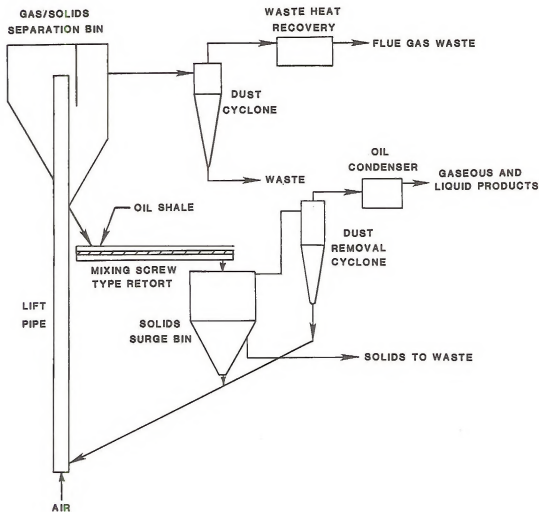 GAS/SOLIDS
SEPARATION BIN
WASTE HEAT
RECOVERY
FLUE GAS WASTE
DUST
CYCLONE
WASTE
OIL
CONDENSER
GASEOUS AND
LIQUID PRODUCTS
OIL SHALE
DUST
REMOVAL
CYCLONE
MIXING SCREW
TYPE RETORT
LIFT
PIPE
SOLIDS
SURGE BIN
SOLIDS TO WASTE
AIR